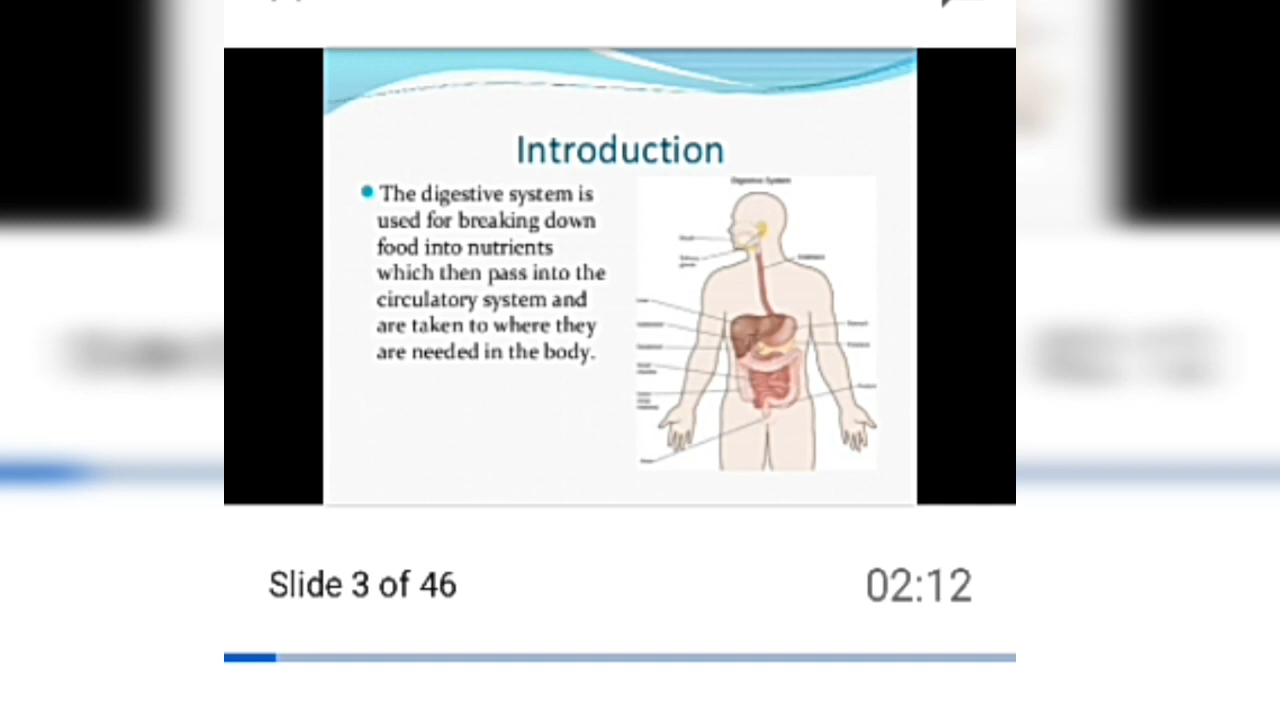 Introduction
The digestive system is
used for breaking down
food into nutrients
which then pass into the
circulatory system and
are taken to where they
are needed in the body.
Digestive System
Slide 3 of 46
02:12